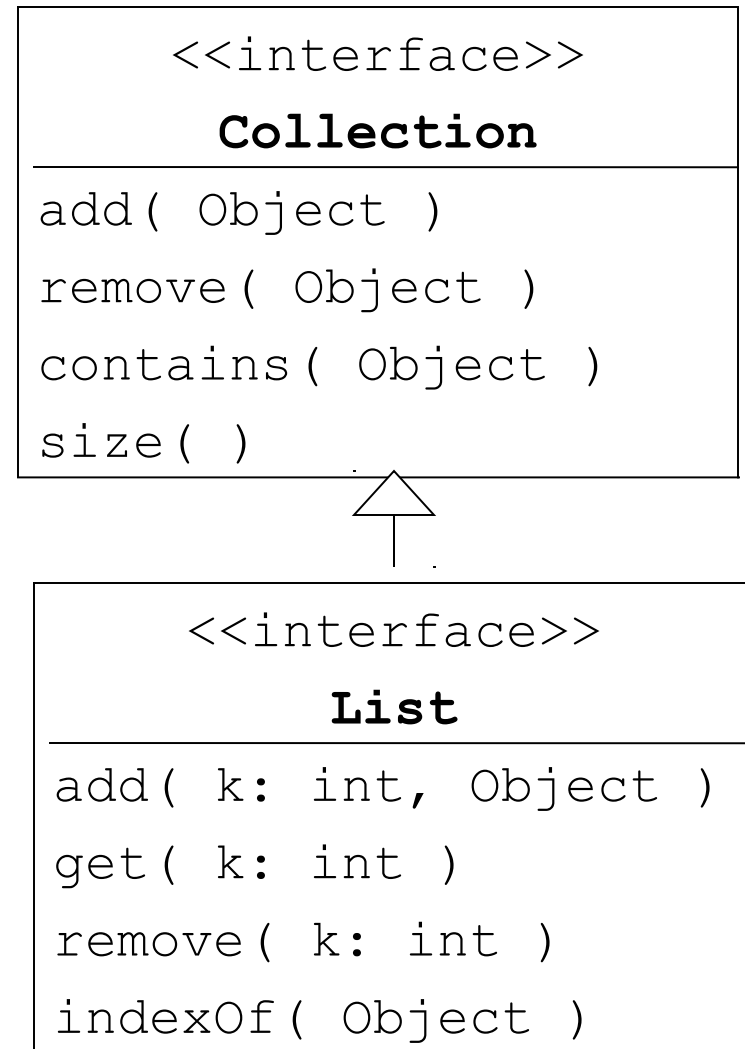 <<interface>>
Collection
add( Object )
remove( Object )
contains( Object )
size( )
<<interface>>
List
add( k: int, Object )
get( k: int )
remove( k: int )
indexOf( Object )